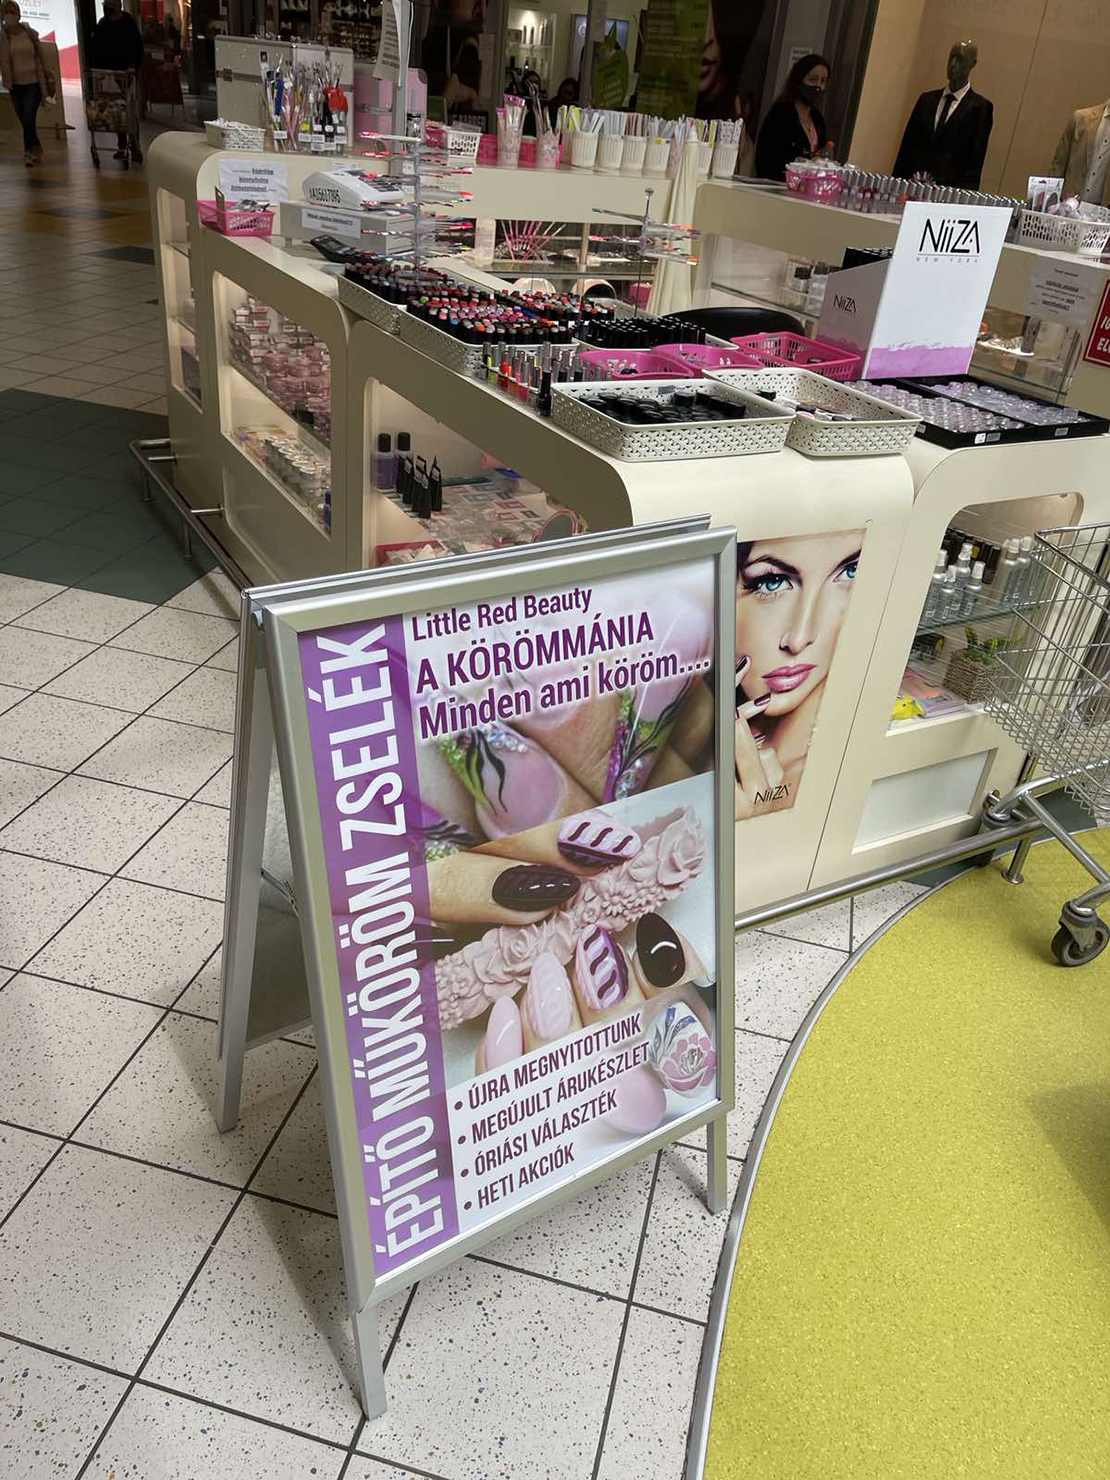 Little Red Beauty
A KÖRÖMMÁNIA
Minden ami köröm....
ÉPÍTŐ MŰKÖRÖM ZSELÉK
• ÚJRA MEGNYITOTTUNK
• MEGÚJULT ÁRUKÉSZLET
• ÓRIÁSI VÁLASZTÉK
• HETI AKCIÓK
NiiZA
NEW YORK
NiiZA
NiiZA
A15617095